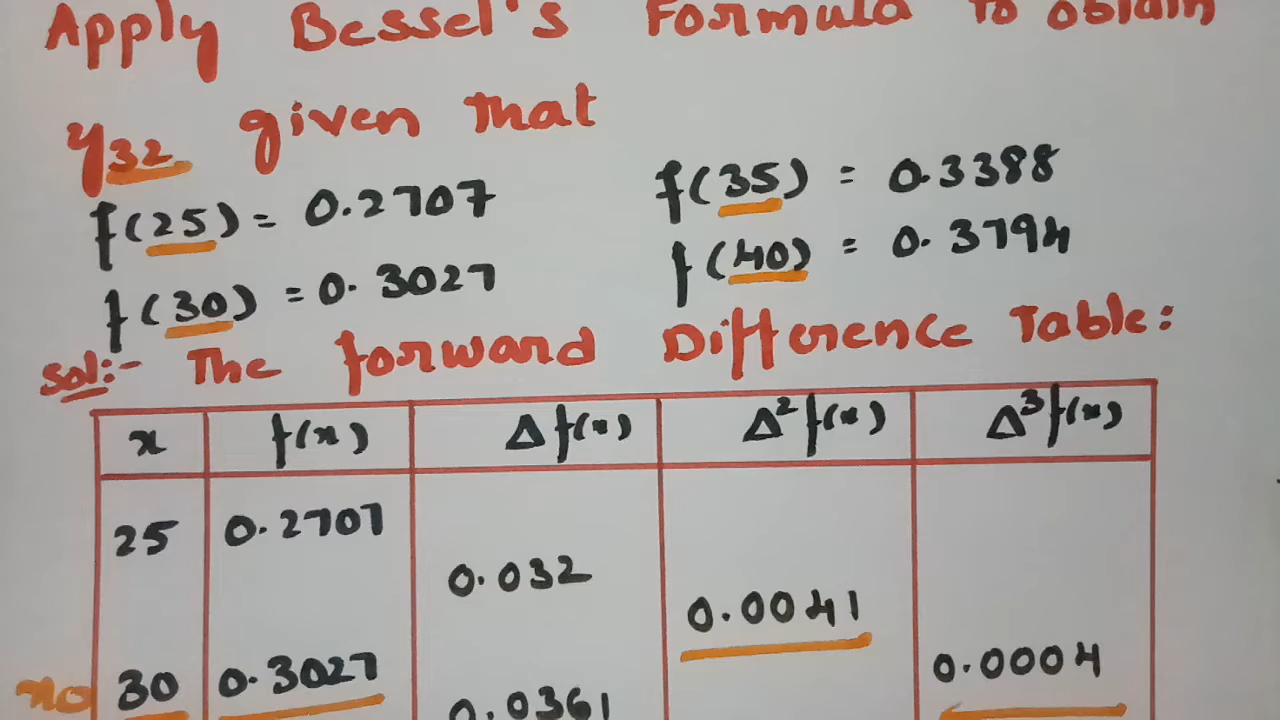 Apply Bessel's Formula to obtain
y32 given that
f(25) = 0.2707 f(35) = 0.3388
f(30) = 0.3027 f(40) = 0.3794
Sol:- The forward Difference Table:
x f(x) Δf(x) Δ²f(x) Δ³f(x)
25 0.2707
0.032
0.0041
x0 30 0.3027 0.0004
0.0361